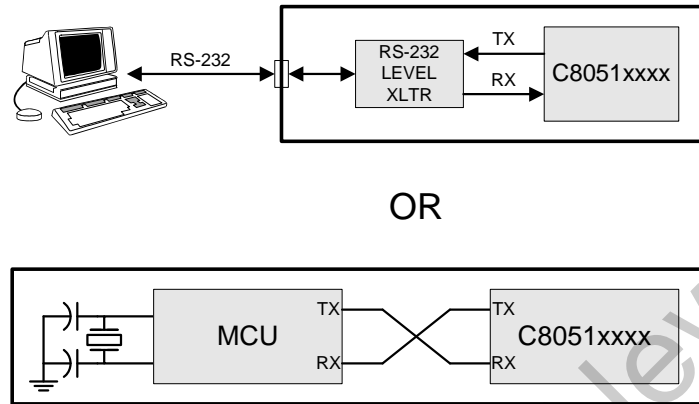 RS-232
RS-232
LEVEL
XLTR
TX
RX
C8051xxxx
OR
MCU
TX
RX
TX
RX
C8051xxxx